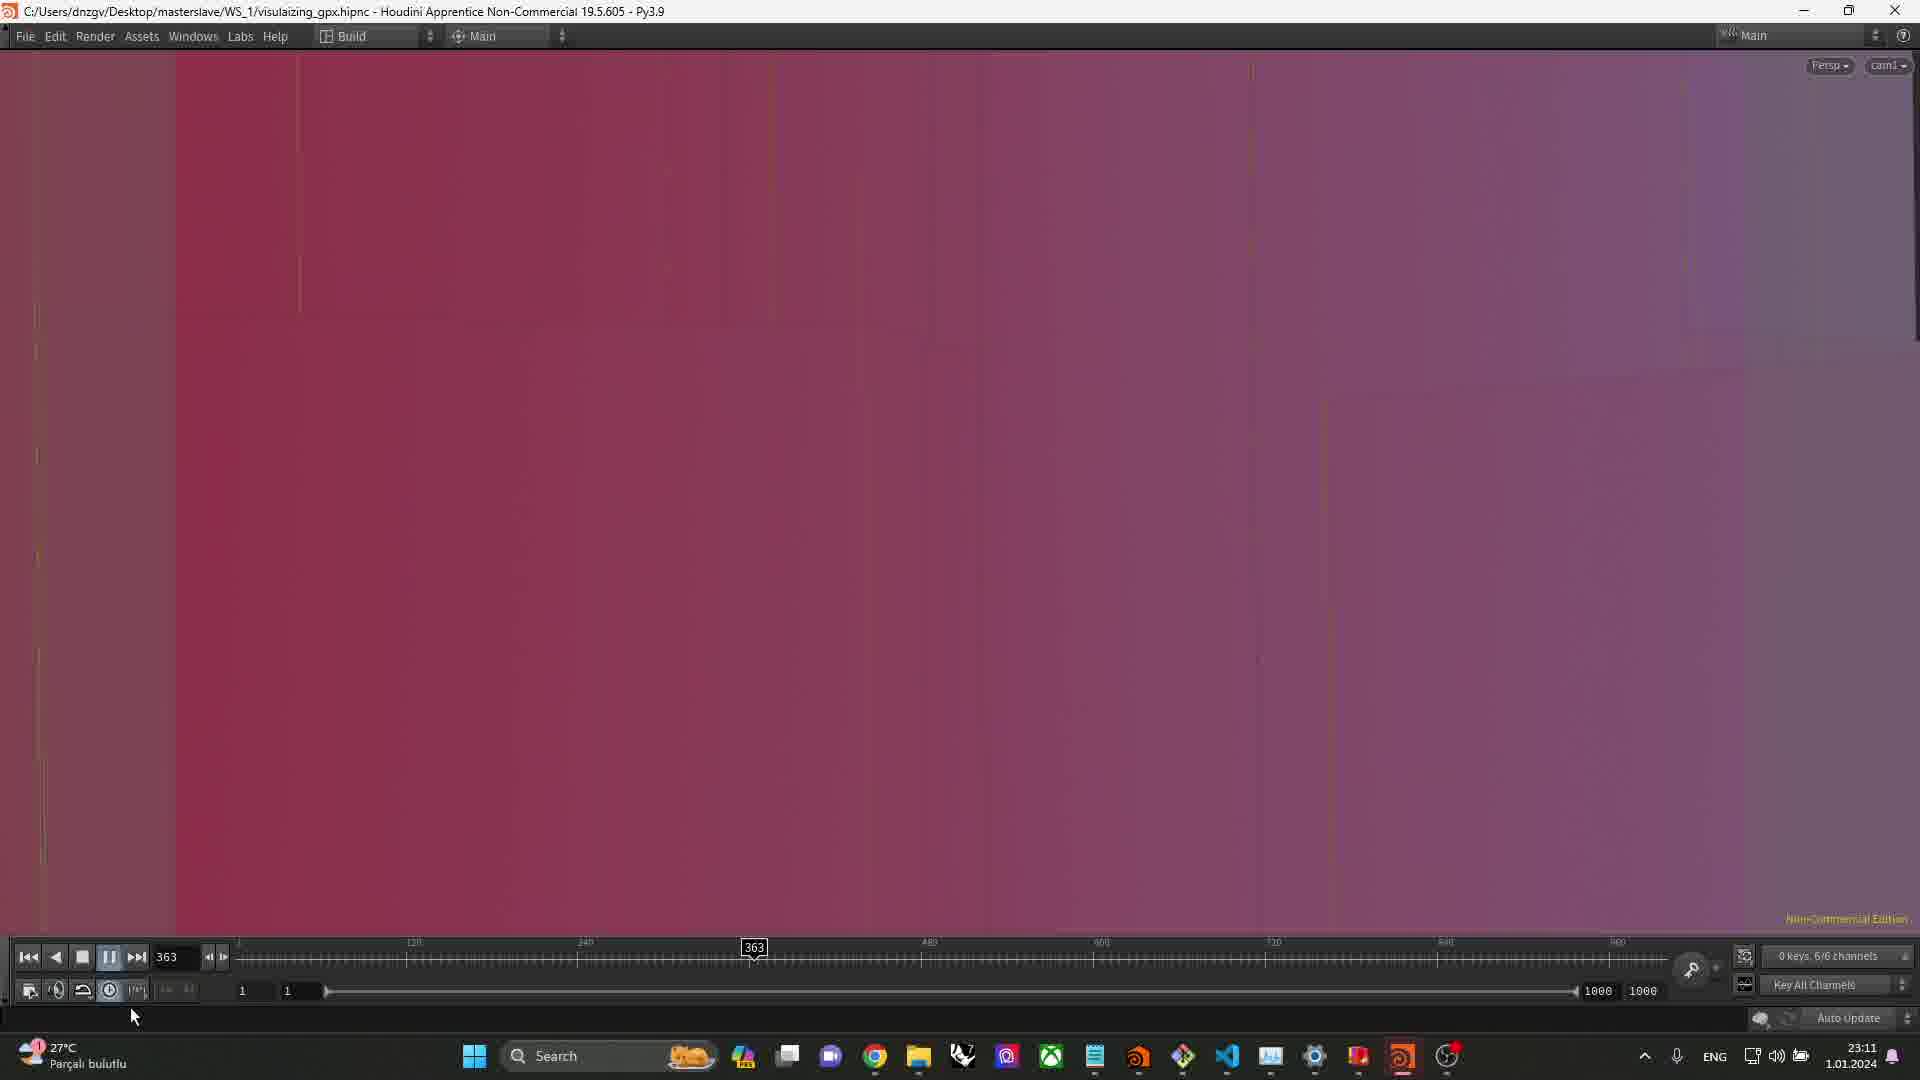 C:/Users/dnzgv/Desktop/masterslave/WS_1/visulaizing_gpx.hipnc - Houdini Apprentice Non-Commercial 19.5.605 - Py3.9
File Edit Render Assets Windows Labs Help Build Main Main
Persp cam1
Non-Commercial Edition
1 120 240 363 480 600 720 840 960
363
0 keys, 6/6 channels
1 1 1000 1000
Key All Channels
Auto Update
27°C
Parçalı bulutlu
Search
PRE
ENG
23:11
1.01.2024